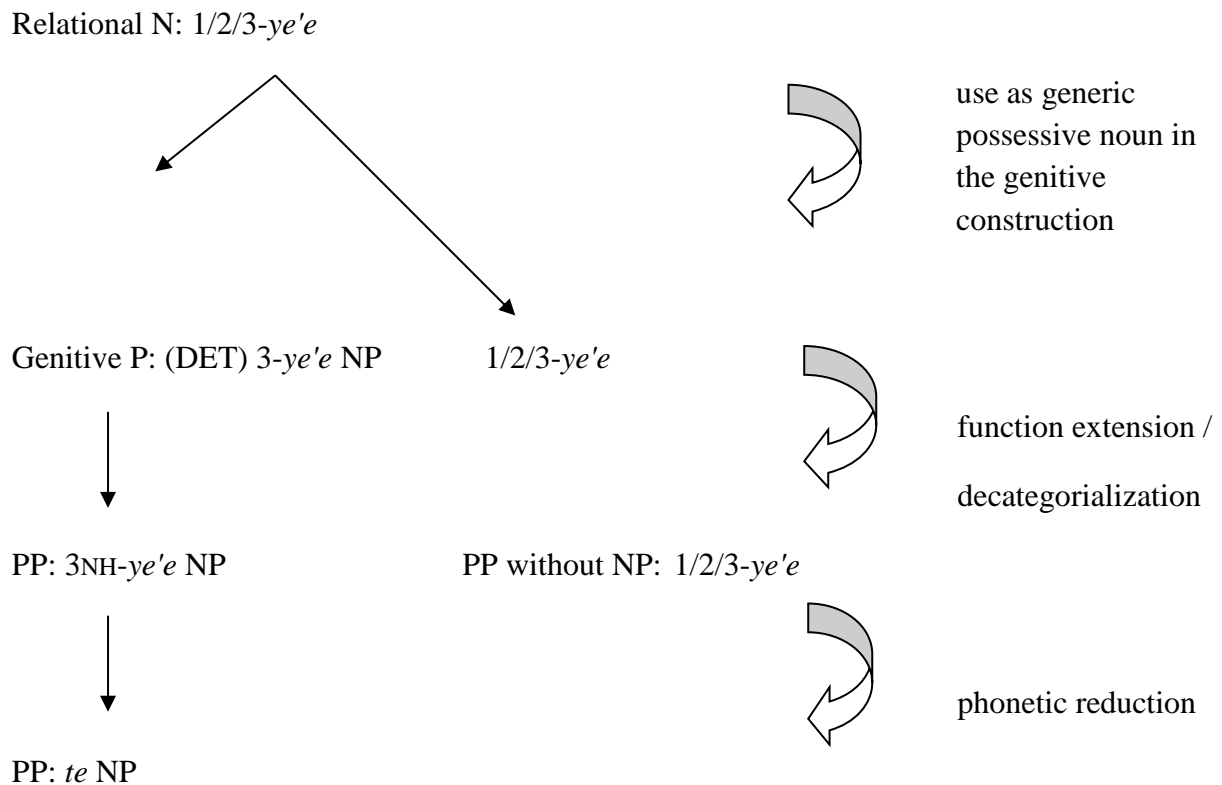 Relational N: 1/2/3-ye'e
use as generic
possessive noun in
the genitive
construction
Genitive P: (DET) 3-ye'e NP 1/2/3-ye'e
function extension /
decategorialization
PP: 3NH-ye'e NP PP without NP: 1/2/3-ye'e
phonetic reduction
PP: te NP